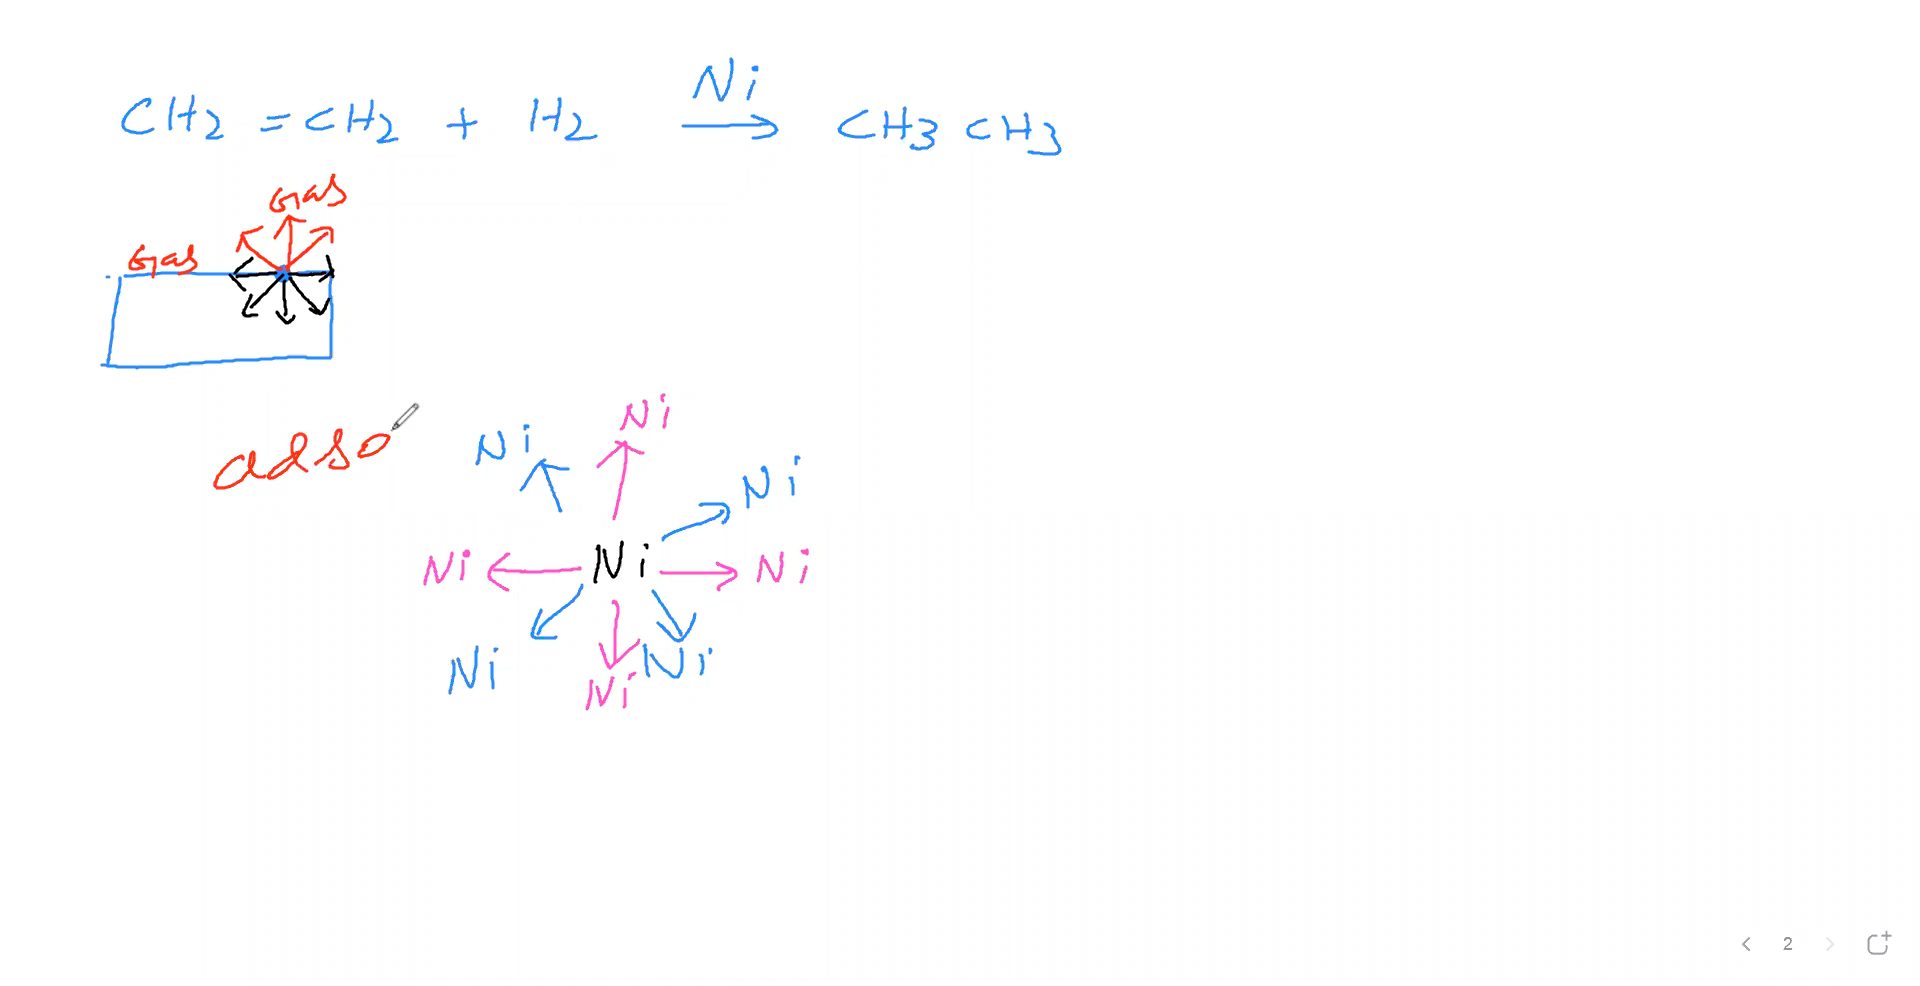 Ni
CH2 = CH2 + H2 → CH3 CH3
Gas
Gas
adso
Ni
Ni
Ni
Ni Ni Ni
Ni Ni
Ni
2